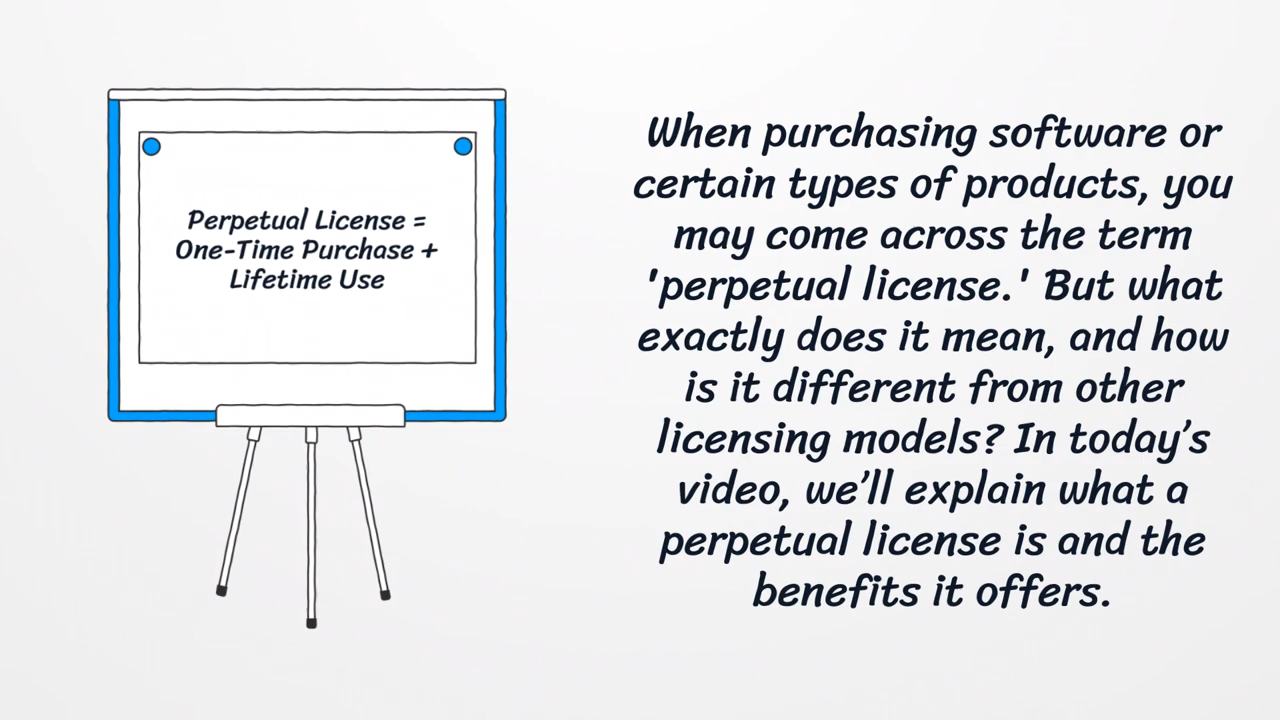 Perpetual License =
One-Time Purchase +
Lifetime Use
When purchasing software or
certain types of products, you
may come across the term
'perpetual license.' But what
exactly does it mean, and how
is it different from other
licensing models? In today’s
video, we’ll explain what a
perpetual license is and the
benefits it offers.